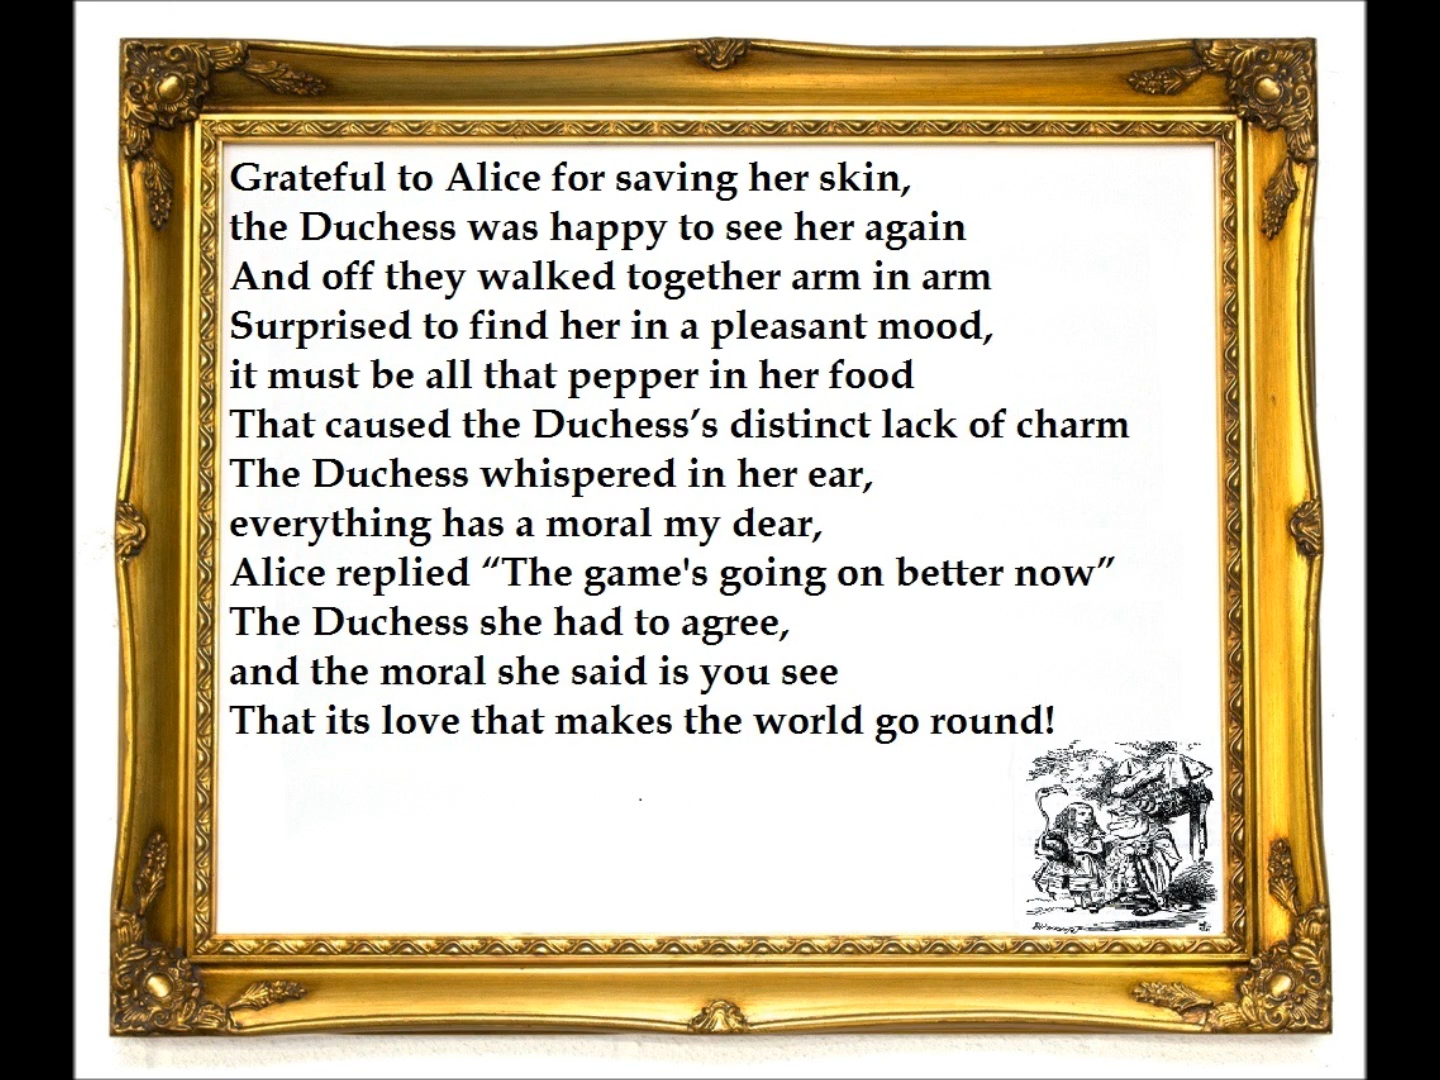 Grateful to Alice for saving her skin,
the Duchess was happy to see her again
And off they walked together arm in arm
Surprised to find her in a pleasant mood,
it must be all that pepper in her food
That caused the Duchess’s distinct lack of charm
The Duchess whispered in her ear,
everything has a moral my dear,
Alice replied “The game's going on better now”
The Duchess she had to agree,
and the moral she said is you see
That its love that makes the world go round!